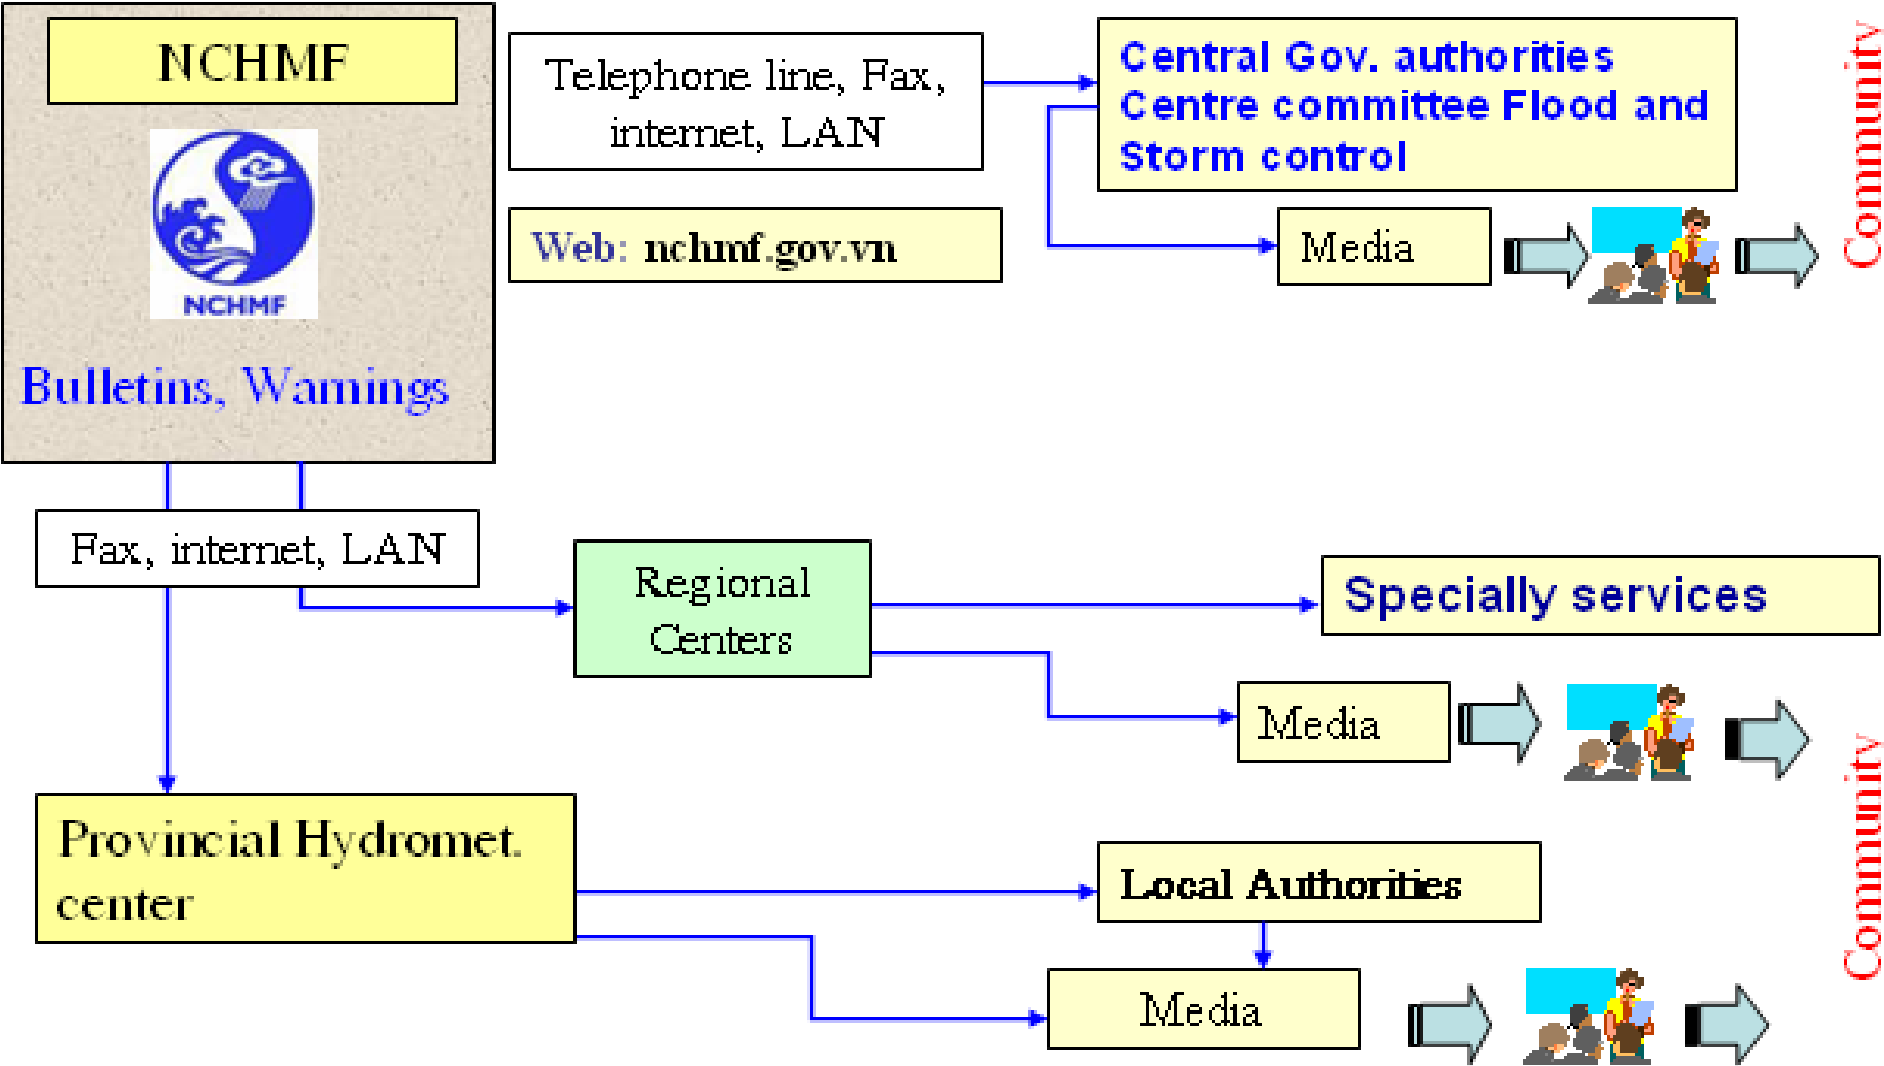 NCHMF
NCHMF
Bulletins, Warnings
Telephone line, Fax,
internet, LAN
Web: nchmf.gov.vn
Central Gov. authorities
Centre committee Flood and
Storm control
Media
Community
Fax, internet, LAN
Regional
Centers
Specially services
Media
Provincial Hydromet.
center
Local Authorities
Media
Community